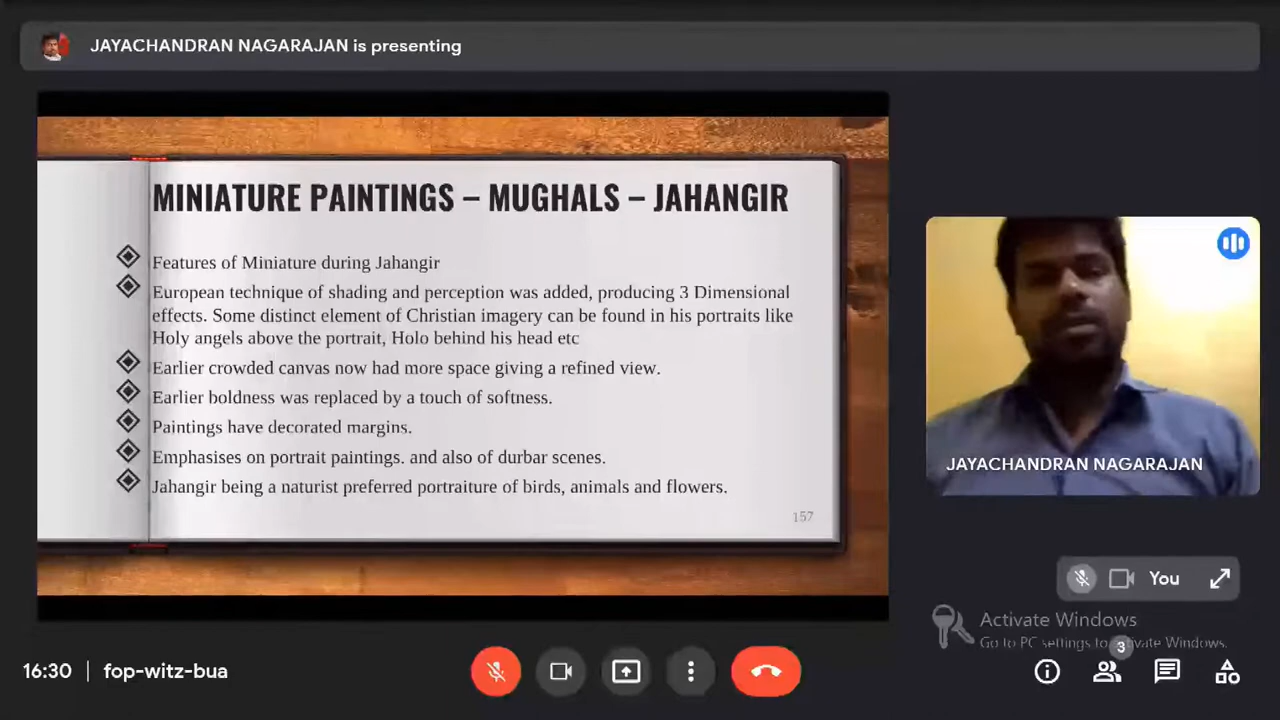 JAYACHANDRAN NAGARAJAN is presenting
MINIATURE PAINTINGS – MUGHALS – JAHANGIR
Features of Miniature during Jahangir
European technique of shading and perception was added, producing 3 Dimensional
effects. Some distinct element of Christian imagery can be found in his portraits like
Holy angels above the portrait, Holo behind his head etc
Earlier crowded canvas now had more space giving a refined view.
Earlier boldness was replaced by a touch of softness.
Paintings have decorated margins.
Emphasises on portrait paintings. and also of durbar scenes.
Jahangir being a naturist preferred portraiture of birds, animals and flowers.
157
JAYACHANDRAN NAGARAJAN
You
Activate Windows
Go to PC settings to activate Windows.
3
16:30 | fop-witz-bua